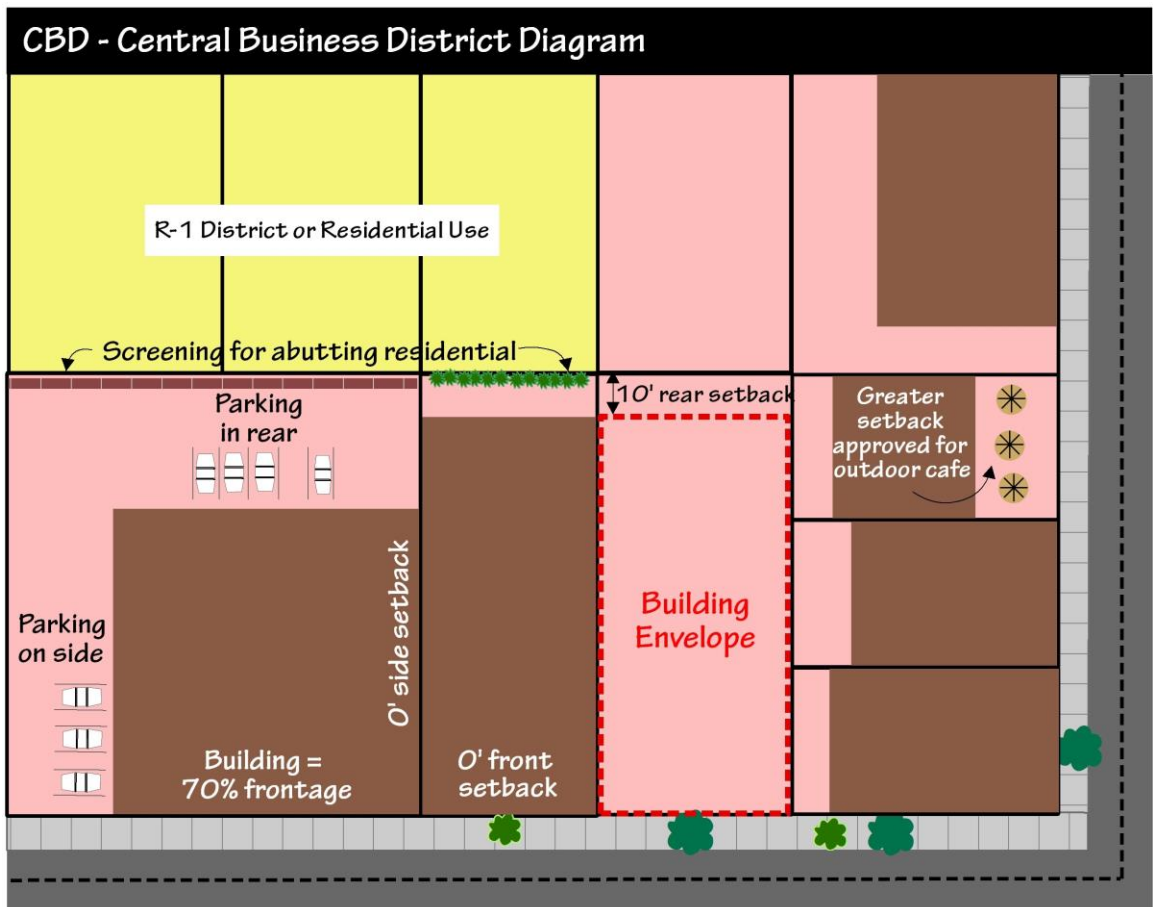 CBD - Central Business District Diagram
R-1 District or Residential Use
Screening for abutting residential
Parking
in rear
10' rear setback
Greater
setback
approved for
outdoor cafe
0' side setback
Building
Envelope
Parking
on side
Building =
70% frontage
0' front
setback